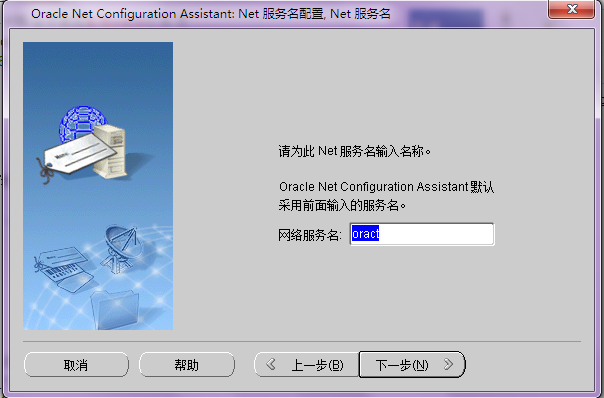 Oracle Net Configuration Assistant: Net 服务名配置, Net 服务名
请为此 Net 服务名输入名称。
Oracle Net Configuration Assistant 默认
采用前面输入的服务名。
网络服务名: oract
取消 帮助 上一步(B) 下一步(N)